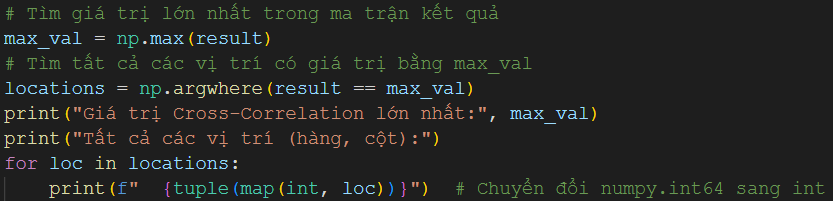 # Tìm giá trị lớn nhất trong ma trận kết quả
max_val = np.max(result)
# Tìm tất cả các vị trí có giá trị bằng max_val
locations = np.argwhere(result == max_val)
print("Giá trị Cross-Correlation lớn nhất:", max_val)
print("Tất cả các vị trí (hàng, cột):")
for loc in locations:
    print(f"  {tuple(map(int, loc))}")  # Chuyển đổi numpy.int64 sang int